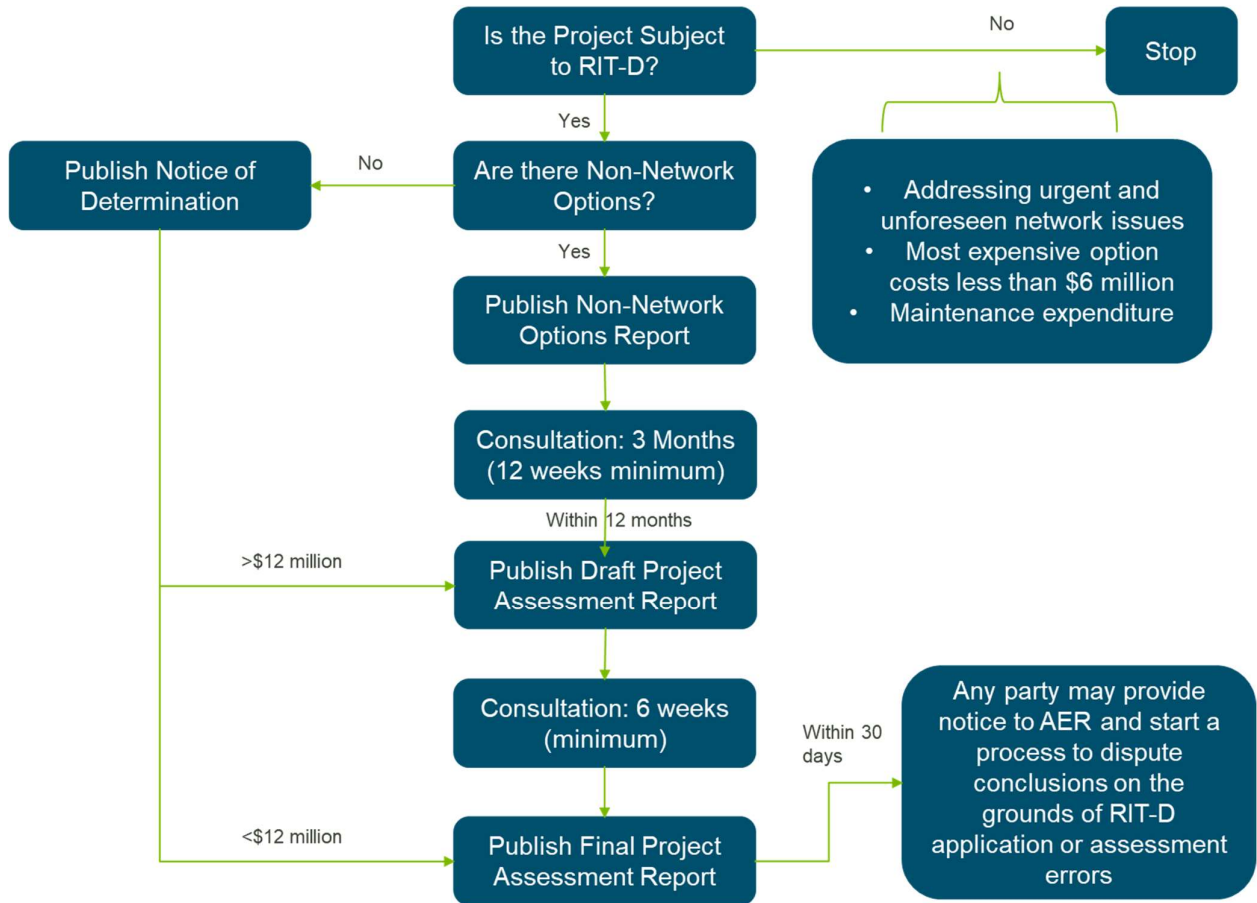 Is the Project Subject
to RIT-D?
No
Stop
Yes
Publish Notice of
Determination
No
Are there Non-Network
Options?
• Addressing urgent and
unforeseen network issues
• Most expensive option
costs less than $6 million
• Maintenance expenditure
Yes
Publish Non-Network
Options Report
Consultation: 3 Months
(12 weeks minimum)
Within 12 months
>$12 million
Publish Draft Project
Assessment Report
Consultation: 6 weeks
(minimum)
Within 30
days
Any party may provide
notice to AER and start a
process to dispute
conclusions on the
grounds of RIT-D
application or assessment
errors
<$12 million
Publish Final Project
Assessment Report